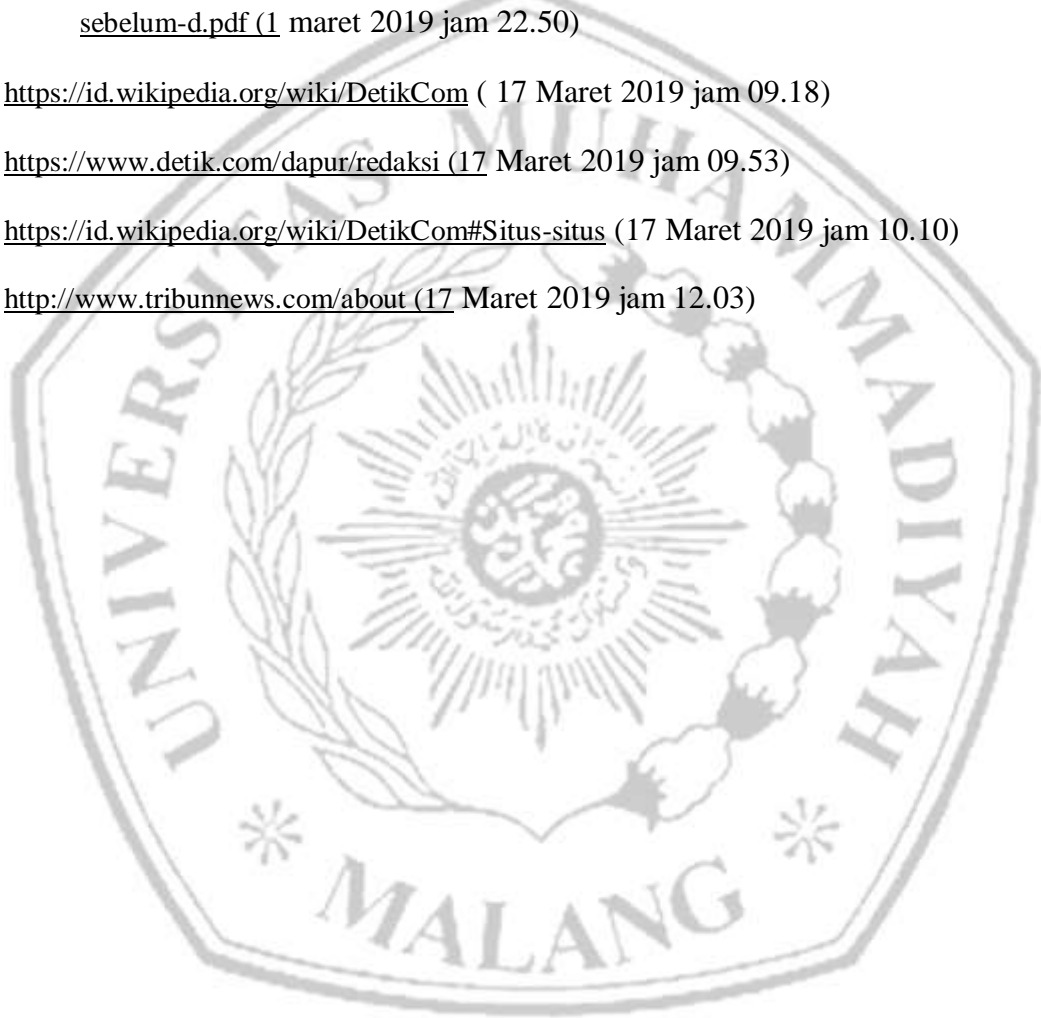 sebelum-d.pdf (1 maret 2019 jam 22.50)
https://id.wikipedia.org/wiki/DetikCom ( 17 Maret 2019 jam 09.18)
https://www.detik.com/dapur/redaksi (17 Maret 2019 jam 09.53)
https://id.wikipedia.org/wiki/DetikCom#Situs-situs (17 Maret 2019 jam 10.10)
http://www.tribunnews.com/about (17 Maret 2019 jam 12.03)
UNIVERSITAS MUHAMMADIYAH
MALANG